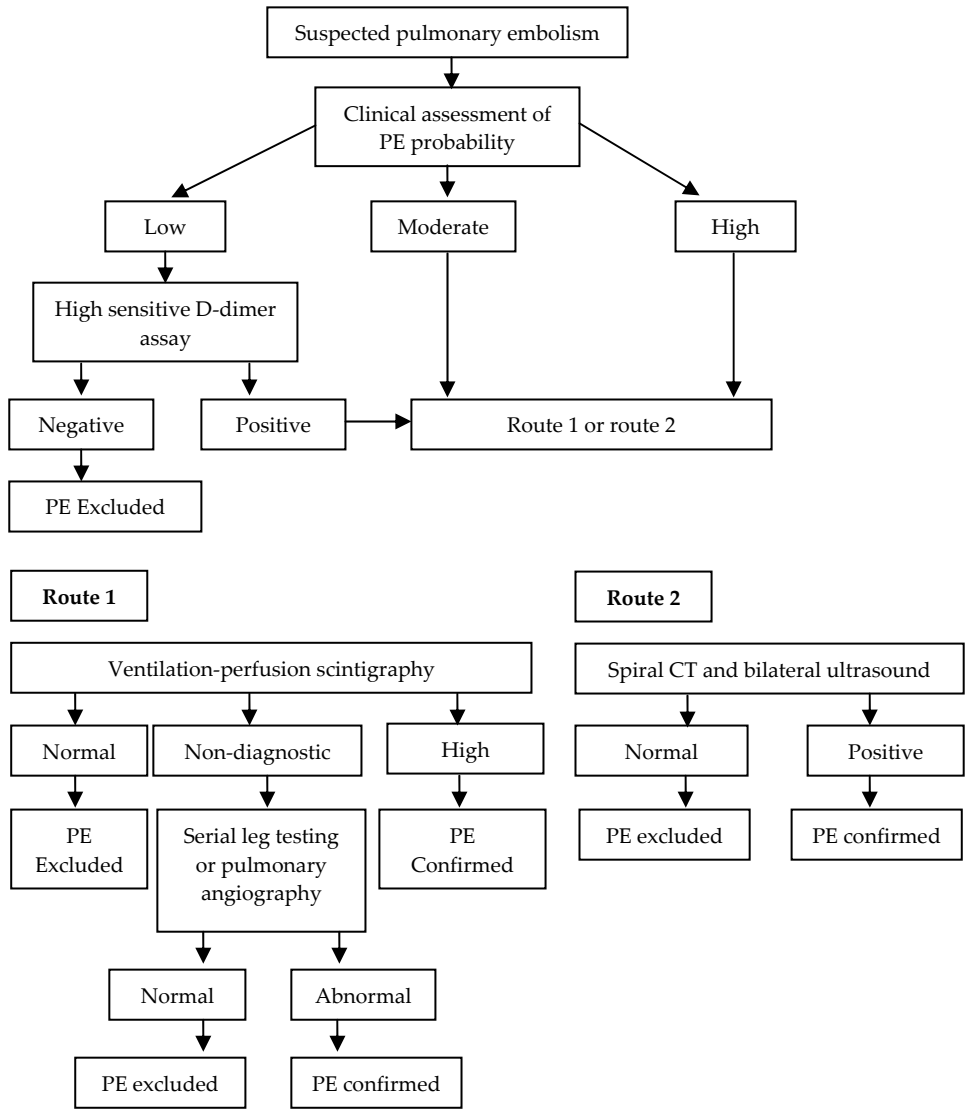 Suspected pulmonary embolism
Clinical assessment of
PE probability
Low
Moderate
High
High sensitive D-dimer
assay
Negative
Positive
Route 1 or route 2
PE Excluded
Route 1
Route 2
Ventilation-perfusion scintigraphy
Spiral CT and bilateral ultrasound
Normal
Non-diagnostic
High
Normal
Positive
PE
Excluded
Serial leg testing
or pulmonary
angiography
PE
Confirmed
PE excluded
PE confirmed
Normal
Abnormal
PE excluded
PE confirmed